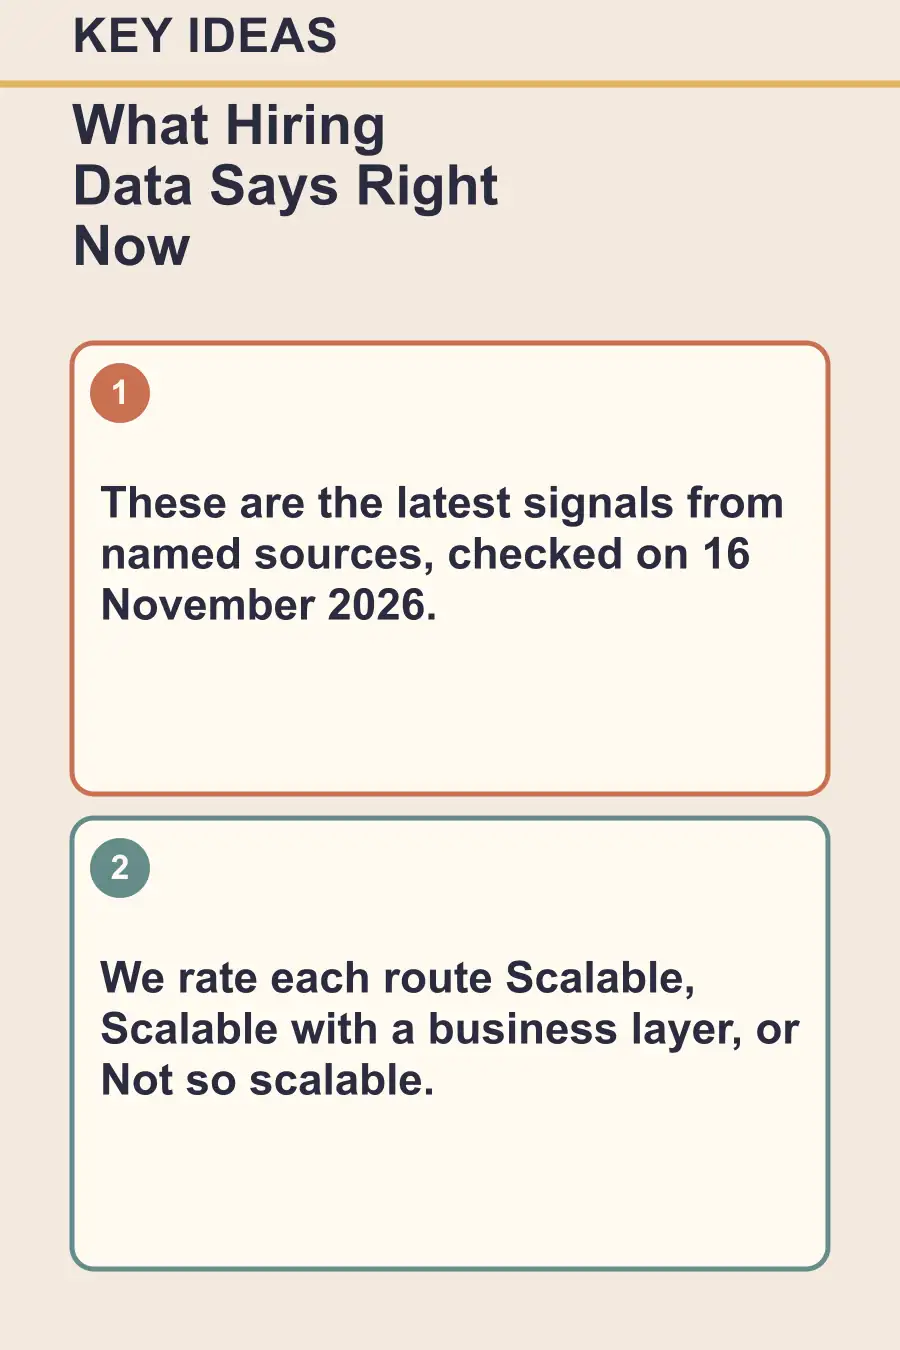 KEY IDEAS
What Hiring
Data Says Right
Now
1
These are the latest signals from
named sources, checked on 16
November 2026.
2
We rate each route Scalable,
Scalable with a business layer, or
Not so scalable.